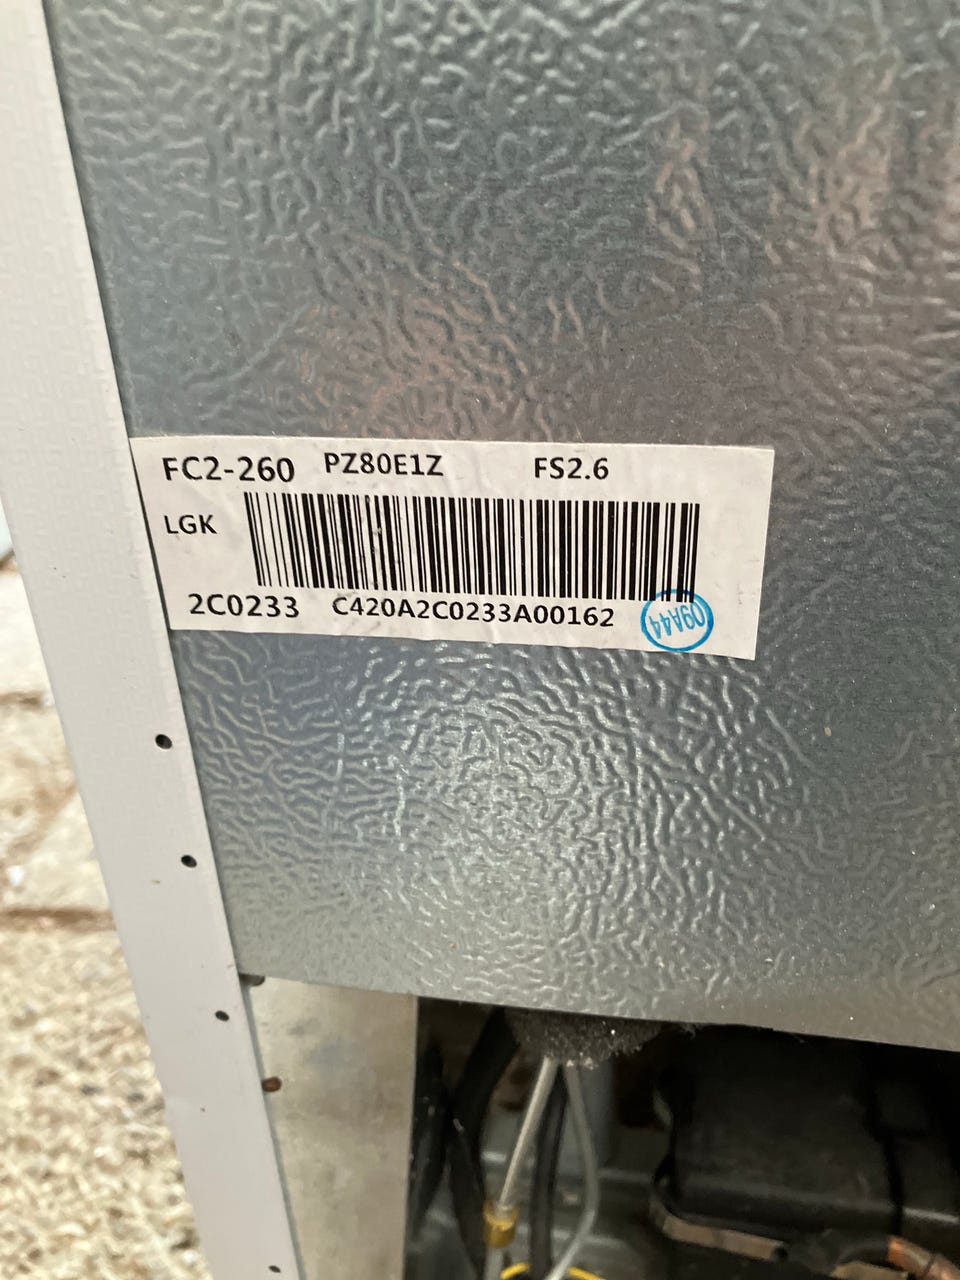 FC2-260 PZ80E1Z FS2.6
LGK
2C0233 C420A2C0233A00162
09A44